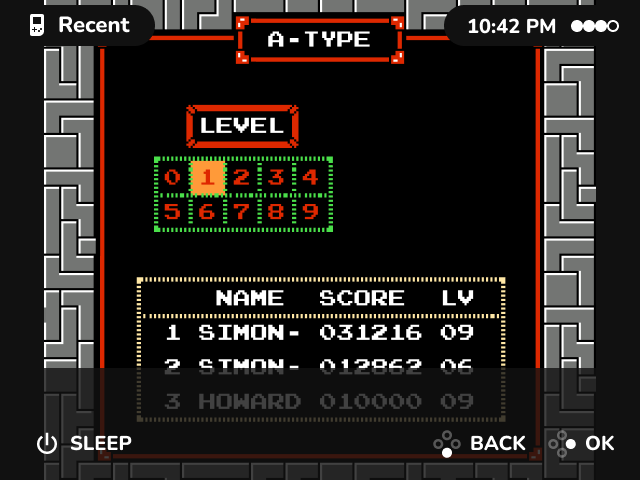 Recent
10:42 PM
A-TYPE
LEVEL
0 1 2 3 4
5 6 7 8 9
NAME SCORE LV
1 SIMON- 031216 09
2 SIMON- 012862 06
3 HOWARD 010000 09
SLEEP
BACK
OK